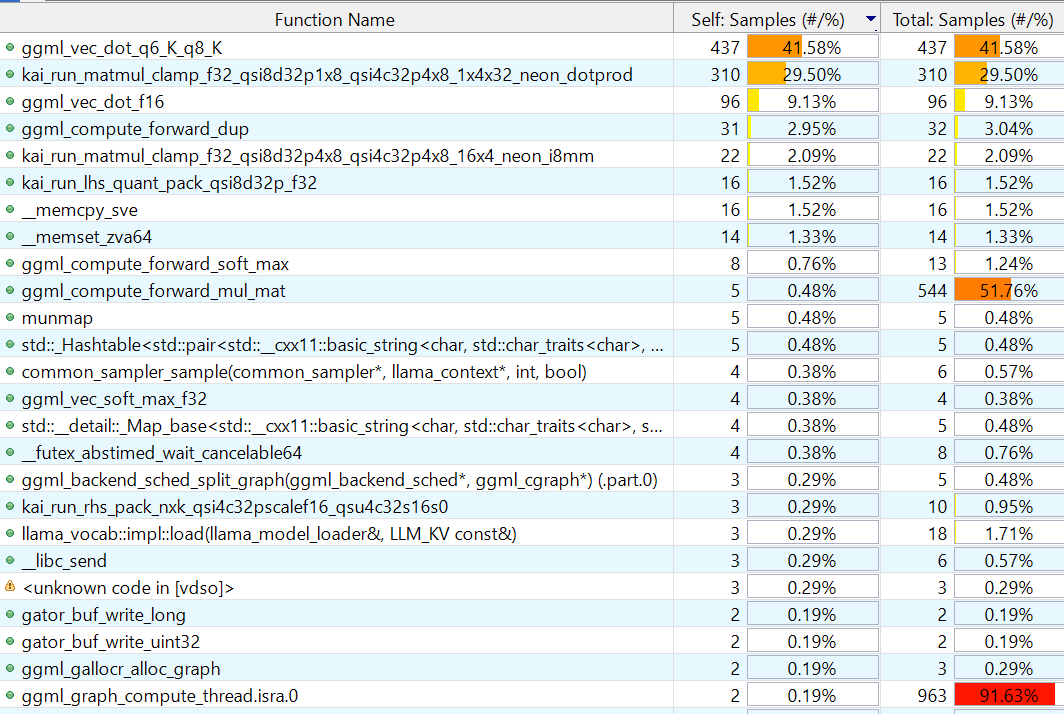 Function Name Self: Samples (#/%) Total: Samples (#/%)
ggml_vec_dot_q6_K_q8_K 437 41.58% 437 41.58%
kai_run_matmul_clamp_f32_qsi8d32p1x8_qsi4c32p4x8_1x4x32_neon_dotprod 310 29.50% 310 29.50%
ggml_vec_dot_f16 96 9.13% 96 9.13%
ggml_compute_forward_dup 31 2.95% 32 3.04%
kai_run_matmul_clamp_f32_qsi8d32p4x8_qsi4c32p4x8_16x4_neon_i8mm 22 2.09% 22 2.09%
kai_run_lhs_quant_pack_qsi8d32p_f32 16 1.52% 16 1.52%
__memcpy_sve 16 1.52% 16 1.52%
__memset_zva64 14 1.33% 14 1.33%
ggml_compute_forward_soft_max 8 0.76% 13 1.24%
ggml_compute_forward_mul_mat 5 0.48% 544 51.76%
munmap 5 0.48% 5 0.48%
std::_Hashtable<std::pair<std::__cxx11::basic_string<char, std::char_traits<char>, ... 5 0.48% 5 0.48%
common_sampler_sample(common_sampler*, llama_context*, int, bool) 4 0.38% 6 0.57%
ggml_vec_soft_max_f32 4 0.38% 4 0.38%
std::__detail::_Map_base<std::__cxx11::basic_string<char, std::char_traits<char>, s... 4 0.38% 5 0.48%
__futex_abstimed_wait_cancelable64 4 0.38% 8 0.76%
ggml_backend_sched_split_graph(ggml_backend_sched*, ggml_cgraph*) (.part.0) 3 0.29% 5 0.48%
kai_run_rhs_pack_nxk_qsi4c32pscalef16_qsu4c32s16s0 3 0.29% 10 0.95%
llama_vocab::impl::load(llama_model_loader&, LLM_KV const&) 3 0.29% 18 1.71%
__libc_send 3 0.29% 6 0.57%
<unknown code in [vdso]> 3 0.29% 3 0.29%
gator_buf_write_long 2 0.19% 2 0.19%
gator_buf_write_uint32 2 0.19% 2 0.19%
ggml_gallocr_alloc_graph 2 0.19% 3 0.29%
ggml_graph_compute_thread.isra.0 2 0.19% 963 91.63%